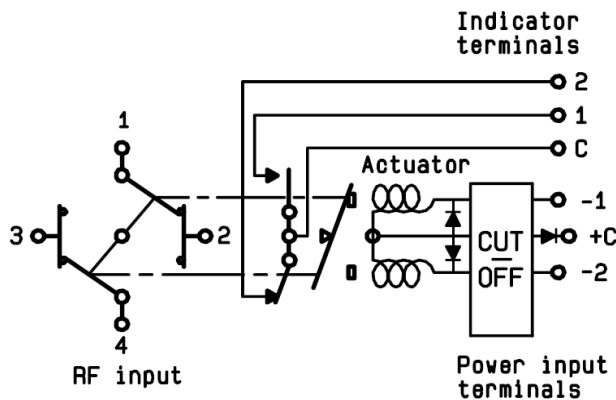 Indicator
terminals
2
1
C
1
Actuator
-1
3
2
CUT
+C
OFF
-2
4
RF input
Power input
terminals